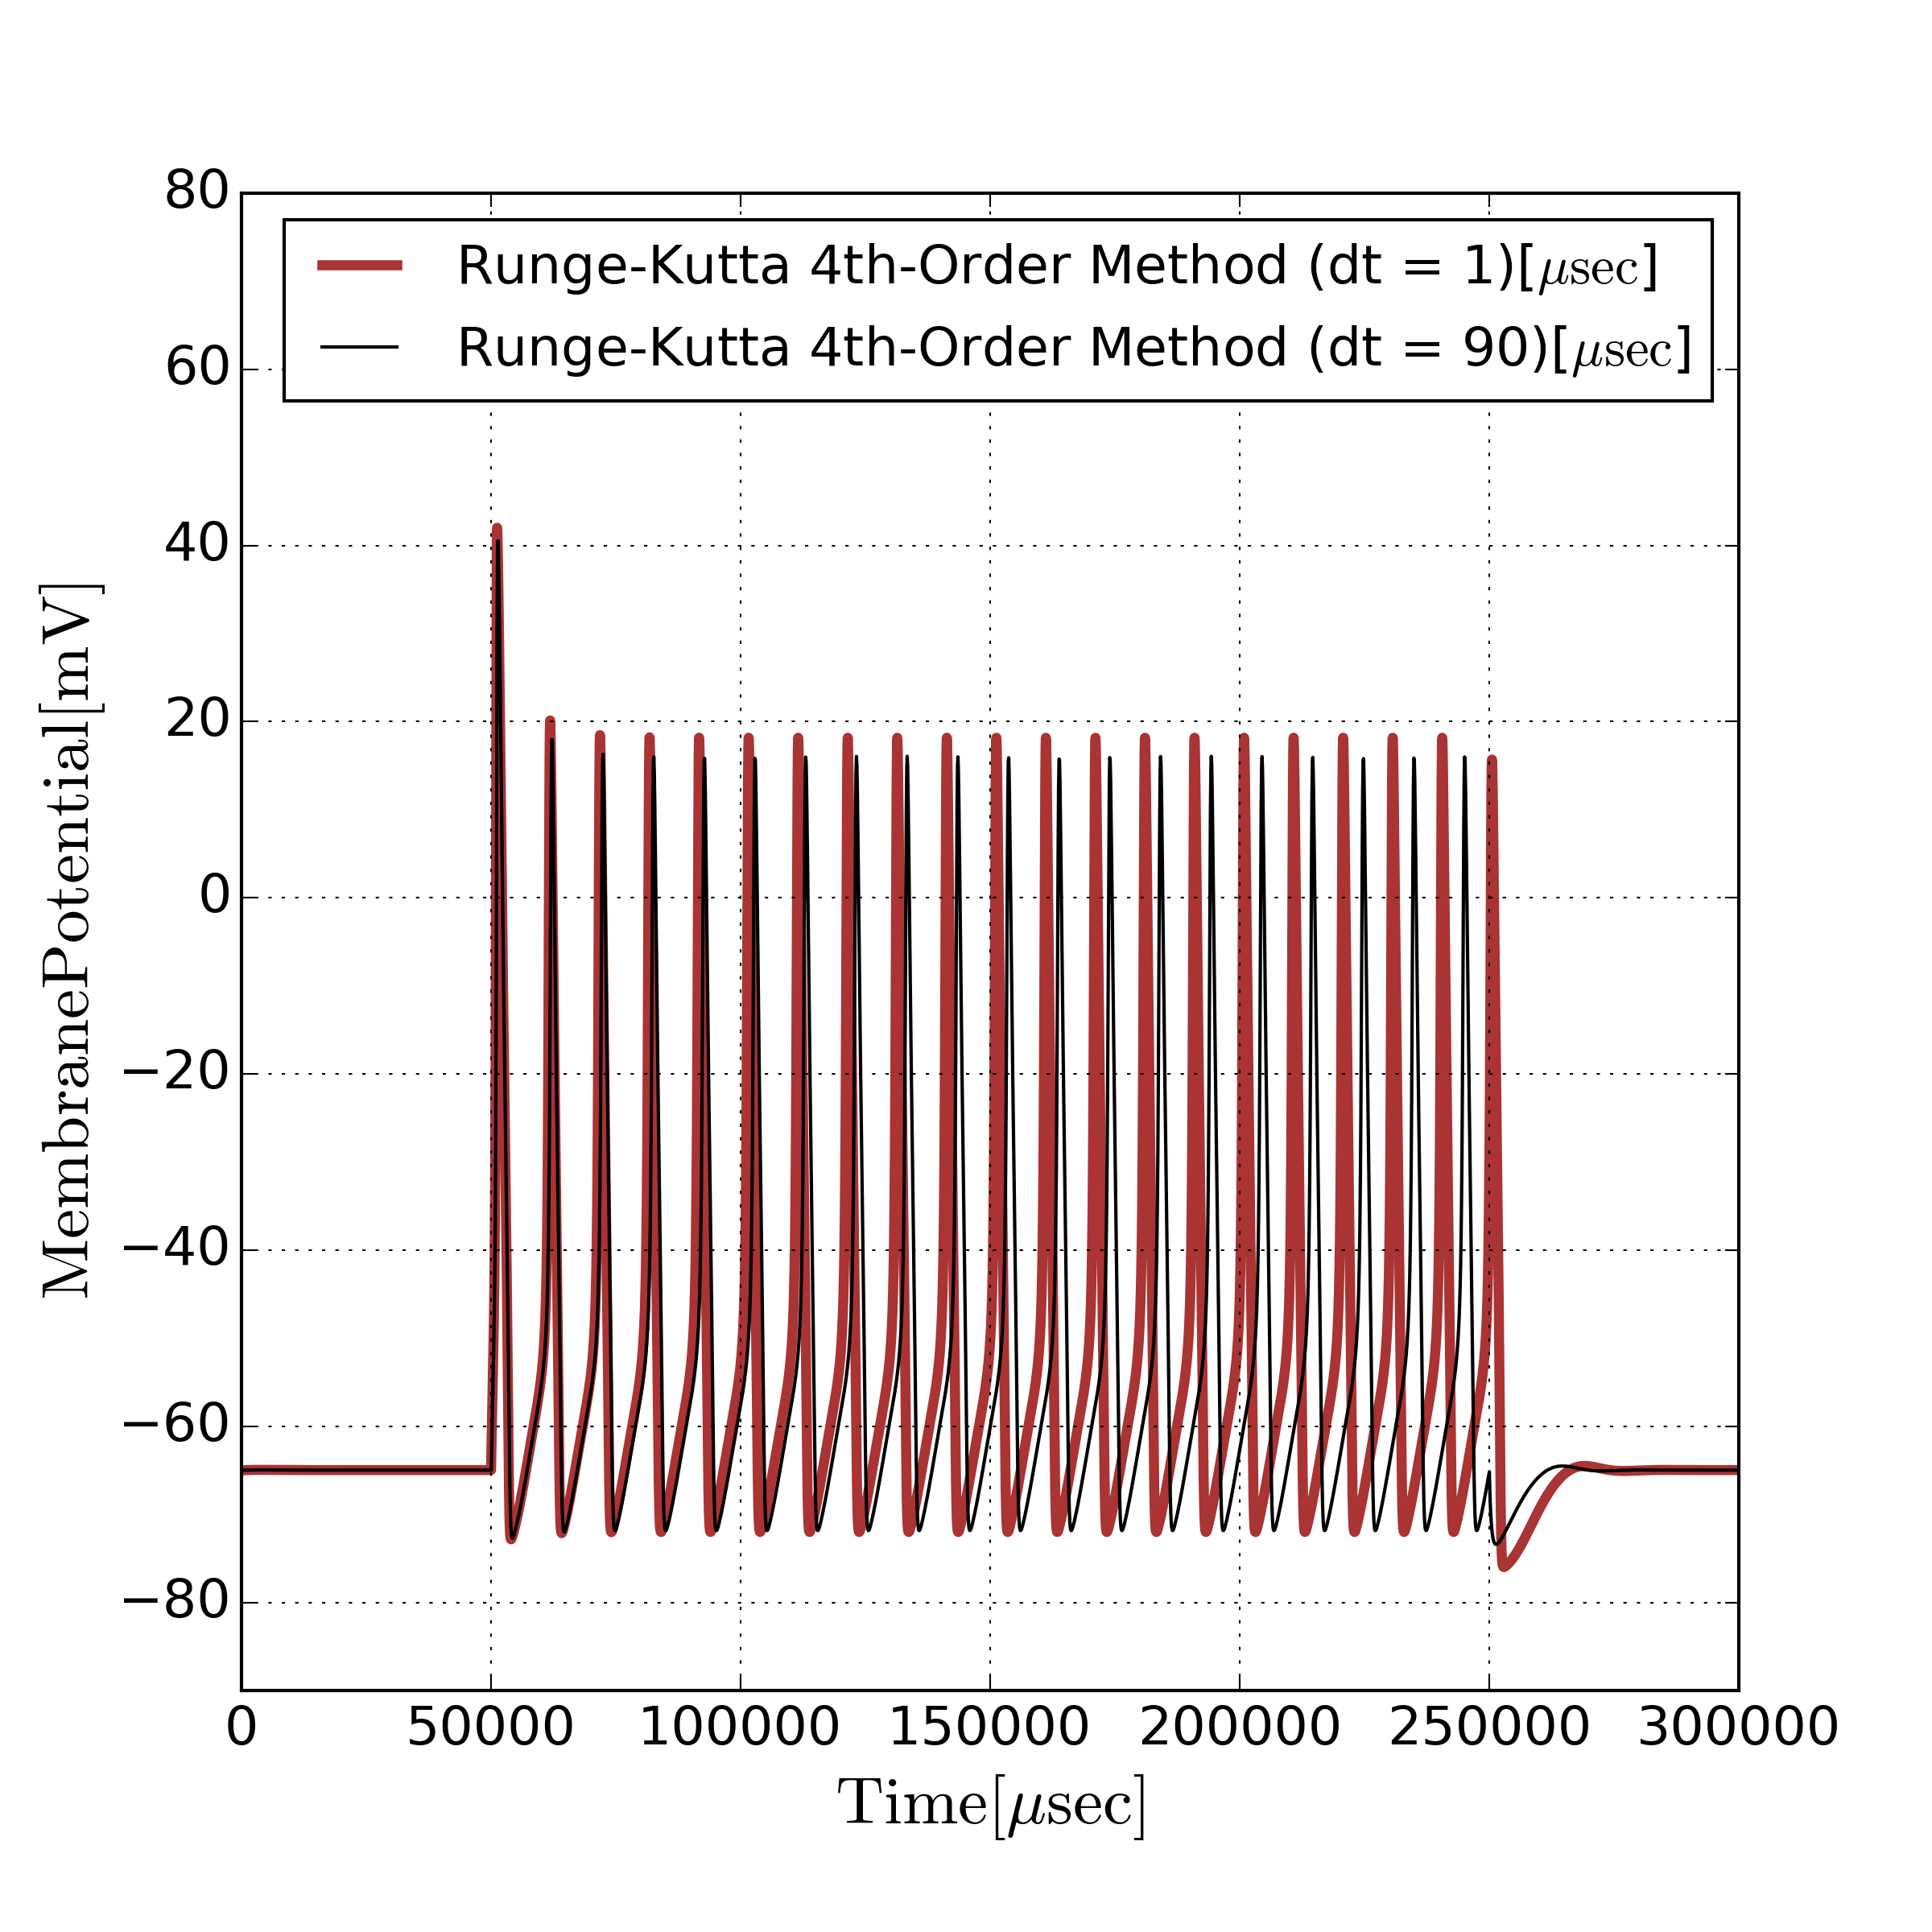 80
60
40
20
0
−20
−40
−60
−80
MembranePotential[mV]
Runge-Kutta 4th-Order Method (dt = 1)[μsec]
Runge-Kutta 4th-Order Method (dt = 90)[μsec]
0 50000 100000 150000 200000 250000 300000
Time[μsec]